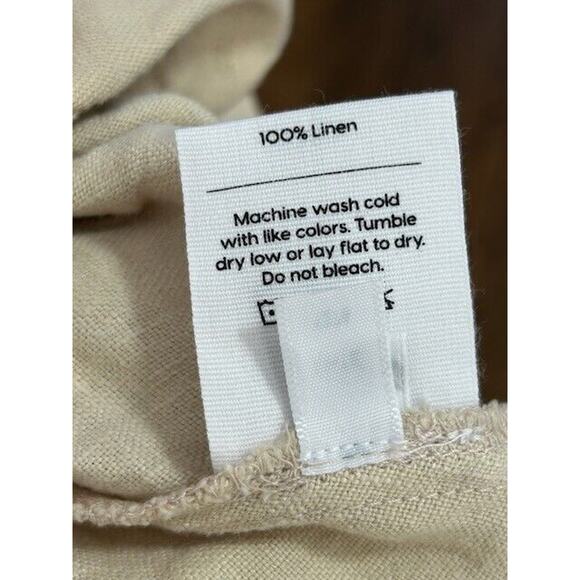 100% Linen
Machine wash cold
with like colors. Tumble
dry low or lay flat to dry.
Do not bleach.